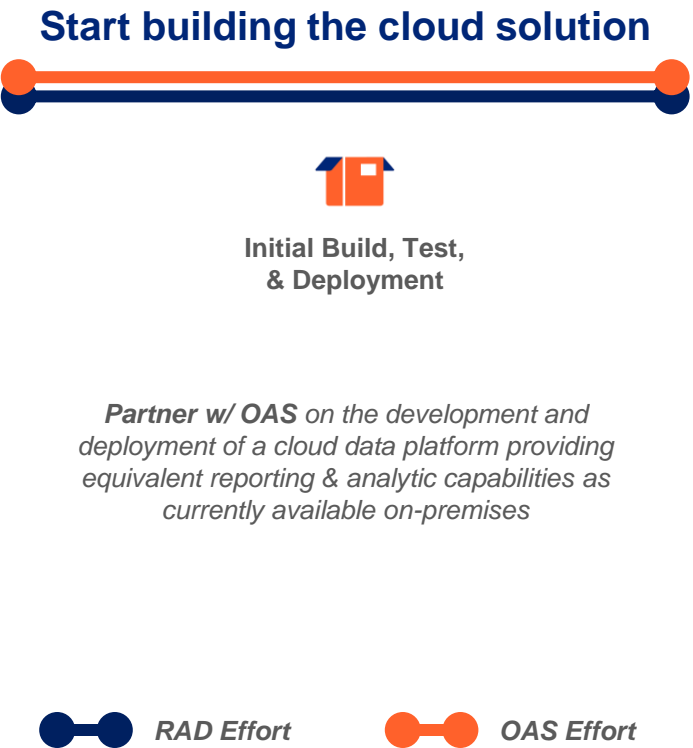 Start building the cloud solution
Initial Build, Test,
& Deployment
Partner w/ OAS on the development and
deployment of a cloud data platform providing
equivalent reporting & analytic capabilities as
currently available on-premises
RAD Effort
OAS Effort